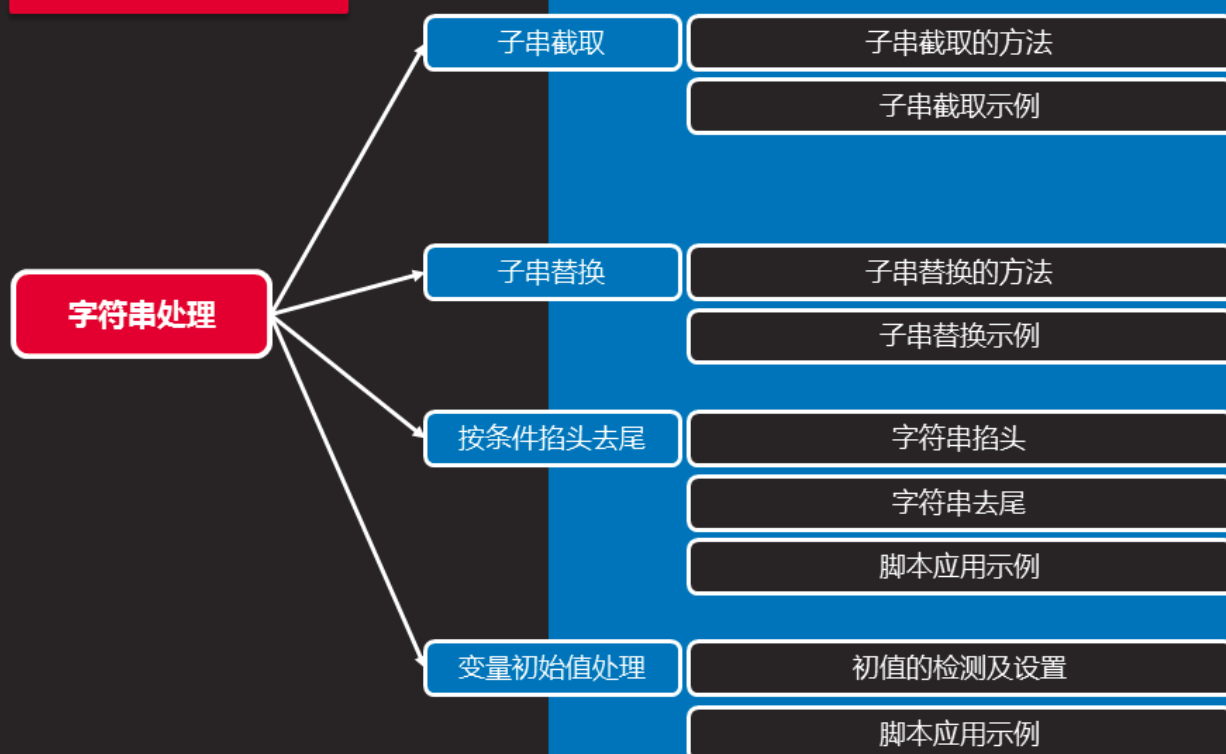 字符串处理
子串截取
子串截取的方法
子串截取示例
子串替换
子串替换的方法
子串替换示例
按条件掐头去尾
字符串掐头
字符串去尾
脚本应用示例
变量初始值处理
初值的检测及设置
脚本应用示例